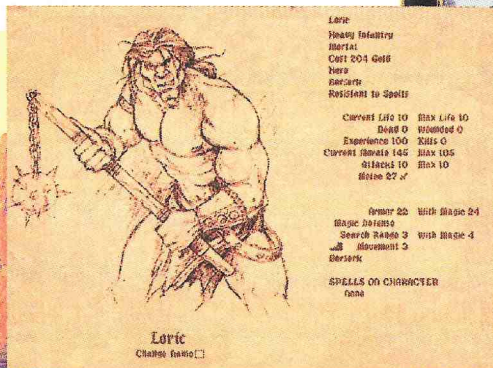 Loric
Heavy Infantry
Mortal
Cost 204 Gold
Hero
Berserk
Resistant to Spells
Current Life 10 Max Life 10
Dead 0 Wounded 0
Experience 100 Kills 0
Current Morale 145 Max 105
Attacks 10 Max 10
Melee 27
Armor 22 With Magic 24
Magic Defense
Search Range 3 With Magic 4
Movement 3
Berserk
SPELLS ON CHARACTER
None
Loric
Change Name